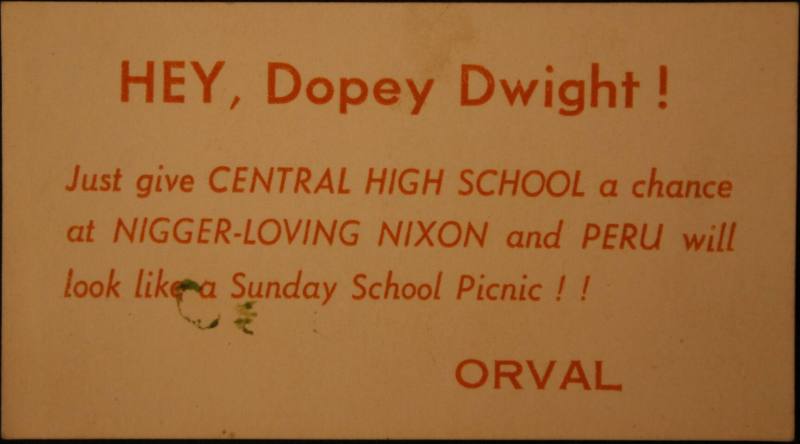 HEY, Dopey Dwight !
Just give CENTRAL HIGH SCHOOL a chance
at NIGGER-LOVING NIXON and PERU will
look like a Sunday School Picnic ! !
ORVAL